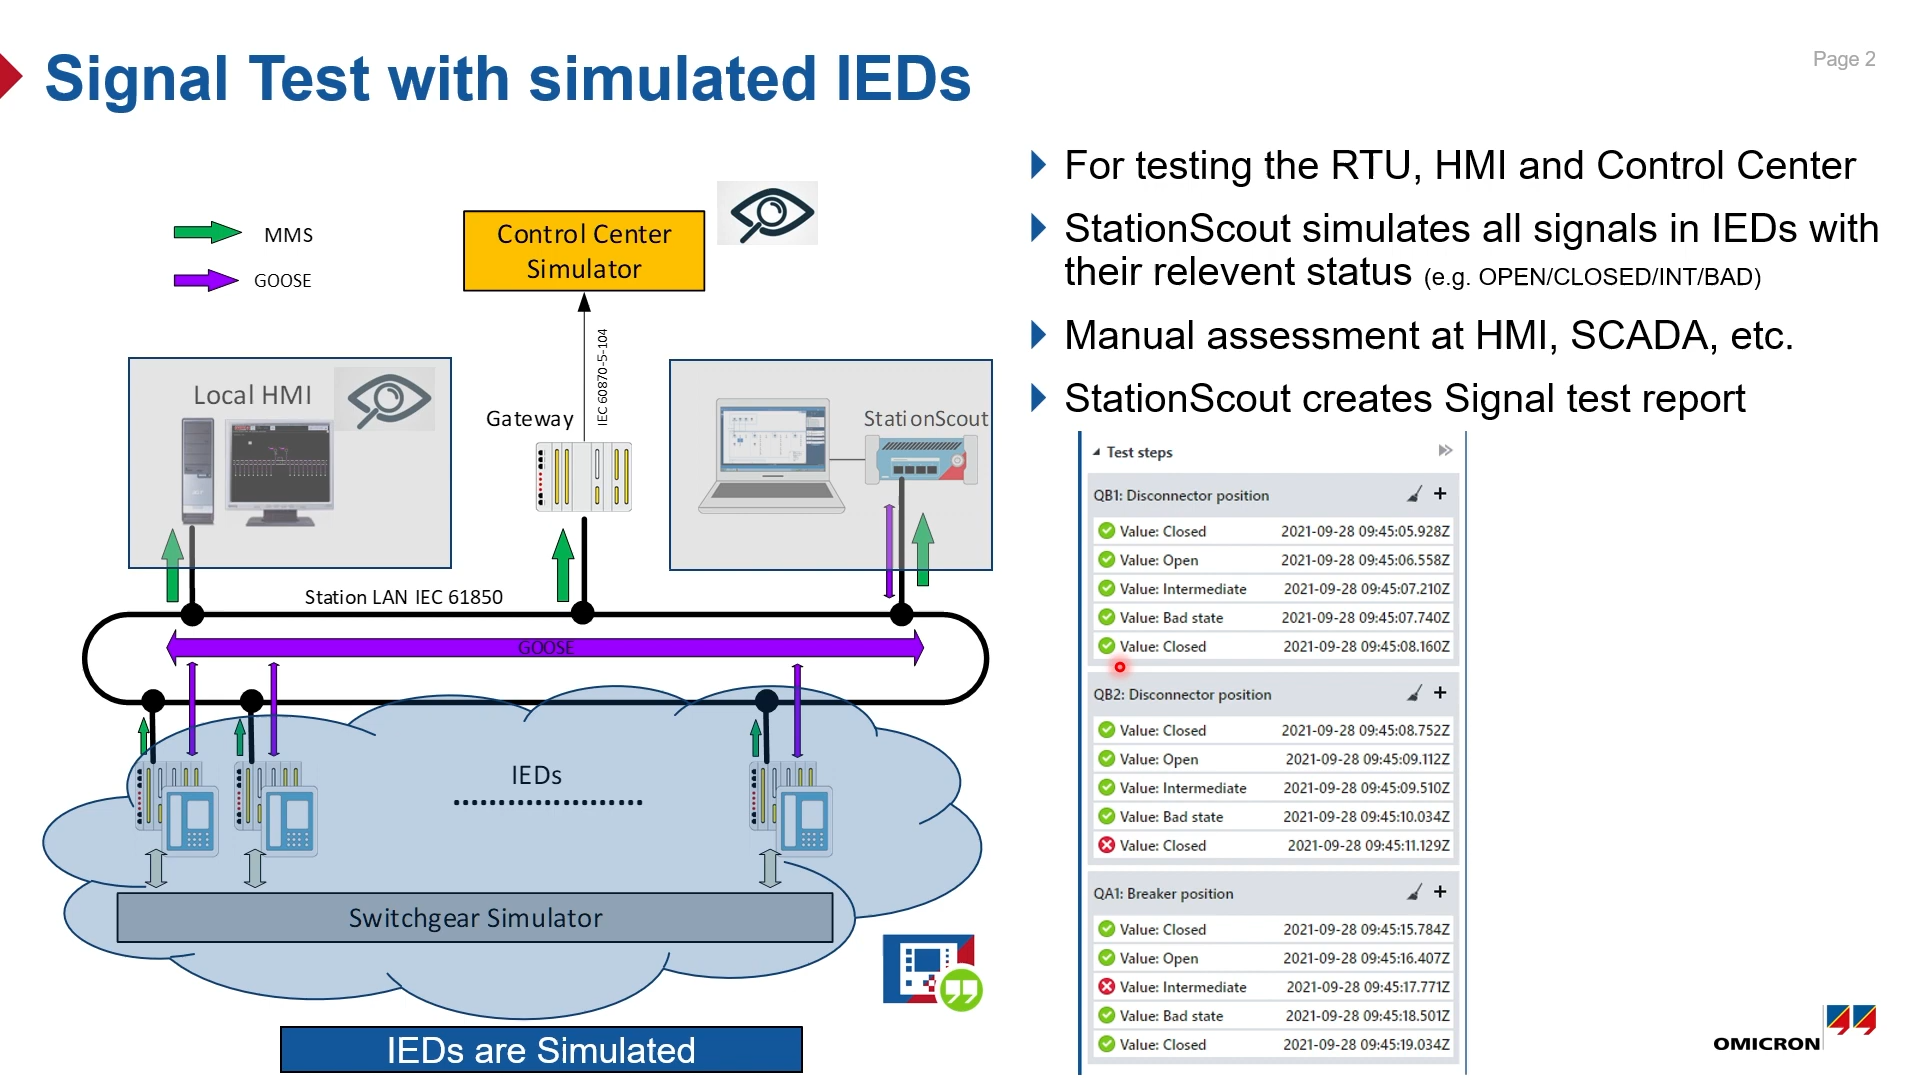 Signal Test with simulated IEDs
Page 2
MMS
GOOSE
Control Center
Simulator
IEC 60870-5-104
Local HMI
Gateway
StationScout
Station LAN IEC 61850
GOOSE
IEDs
Switchgear Simulator
IEDs are Simulated
For testing the RTU, HMI and Control Center
StationScout simulates all signals in IEDs with
their relevent status (e.g. OPEN/CLOSED/INT/BAD)
Manual assessment at HMI, SCADA, etc.
StationScout creates Signal test report
Test steps
QB1: Disconnector position
Value: Closed 2021-09-28 09:45:05.928Z
Value: Open 2021-09-28 09:45:06.558Z
Value: Intermediate 2021-09-28 09:45:07.210Z
Value: Bad state 2021-09-28 09:45:07.740Z
Value: Closed 2021-09-28 09:45:08.160Z
QB2: Disconnector position
Value: Closed 2021-09-28 09:45:08.752Z
Value: Open 2021-09-28 09:45:09.112Z
Value: Intermediate 2021-09-28 09:45:09.510Z
Value: Bad state 2021-09-28 09:45:10.034Z
Value: Closed 2021-09-28 09:45:11.129Z
QA1: Breaker position
Value: Closed 2021-09-28 09:45:15.784Z
Value: Open 2021-09-28 09:45:16.407Z
Value: Intermediate 2021-09-28 09:45:17.771Z
Value: Bad state 2021-09-28 09:45:18.501Z
Value: Closed 2021-09-28 09:45:19.034Z
OMICRON